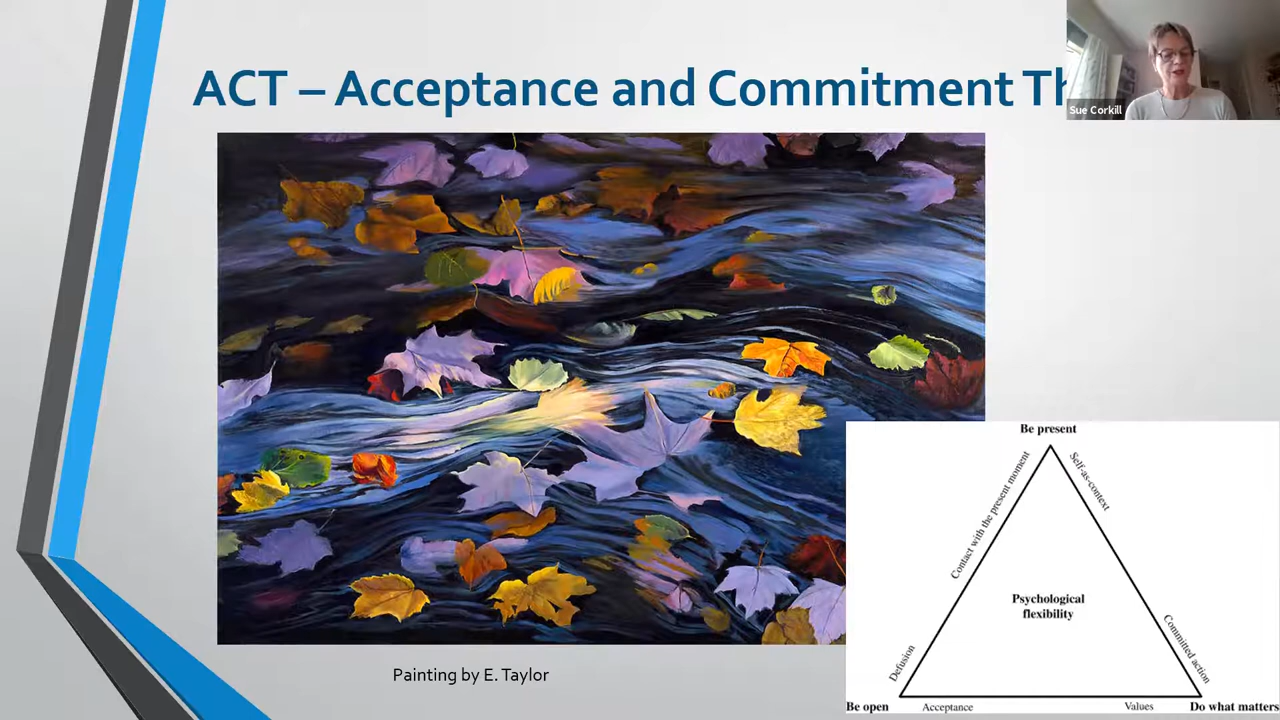 ACT – Acceptance and Commitment Th
Sue Corkill
Painting by E. Taylor
Be present
Contact with the present moment
Self-as-context
Psychological
flexibility
Defusion
Committed action
Be open
Acceptance
Values
Do what matters